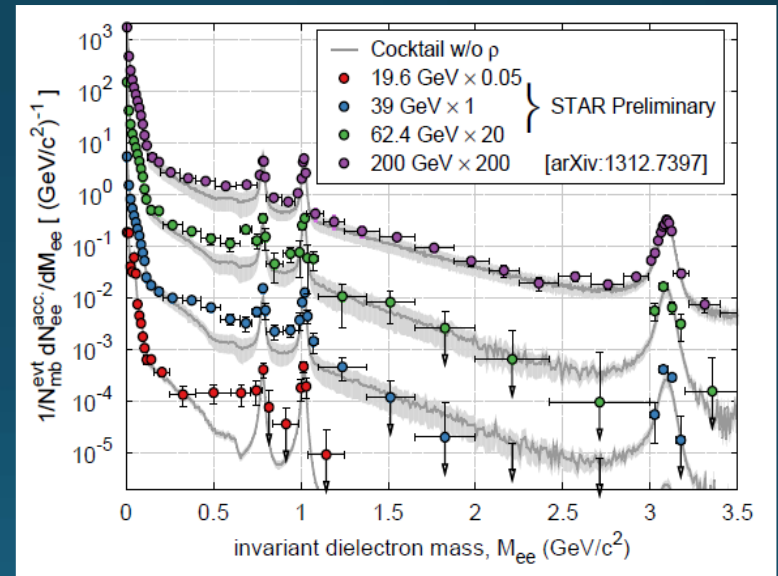 Cocktail w/o ρ
19.6 GeV × 0.05
39 GeV × 1
62.4 GeV × 20
200 GeV × 200 [arXiv:1312.7397]
} STAR Preliminary
1/N_mb^evt dN_ee^acc./dM_ee [ (GeV/c²)⁻¹ ]
10³
10²
10¹
10⁰
10⁻¹
10⁻²
10⁻³
10⁻⁴
10⁻⁵
0 0.5 1 1.5 2 2.5 3 3.5
invariant dielectron mass, M_ee (GeV/c²)